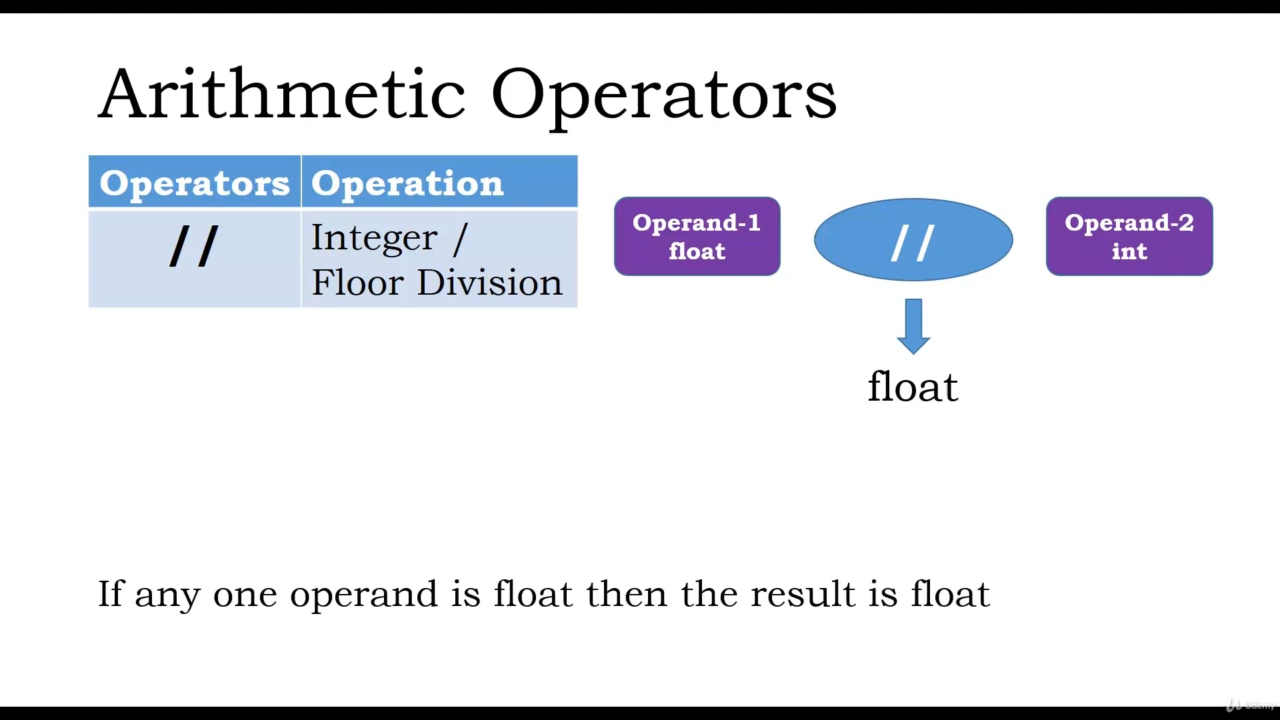 Arithmetic Operators
Operators Operation
// Integer /
Floor Division
Operand-1
float
//
Operand-2
int
float
If any one operand is float then the result is float
Udemy